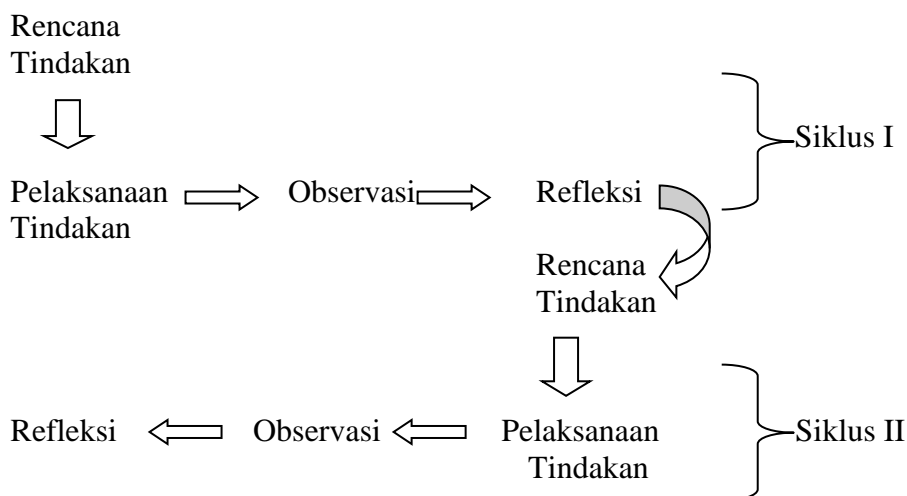 Rencana
Tindakan
Siklus I
Pelaksanaan
Tindakan
Observasi
Refleksi
Rencana
Tindakan
Refleksi
Observasi
Pelaksanaan
Tindakan
Siklus II